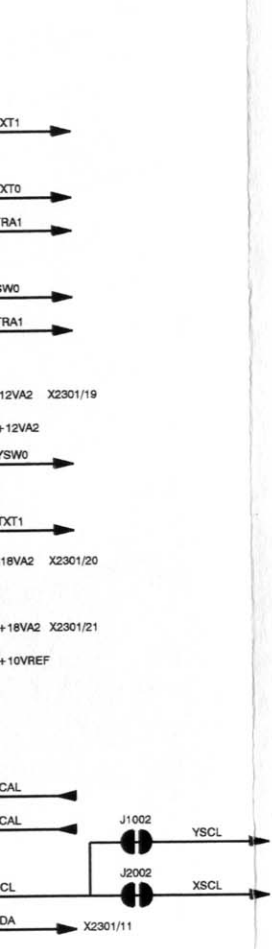 XT1
XT0
RA1
SW0
TRA1
12VA2 X2301/19
+12VA2
YSW0
TXT1
18VA2 X2301/20
+18VA2 X2301/21
+10VREF
CAL
CAL
J1002
YSCL
J2002
CL
XSCL
DA X2301/11